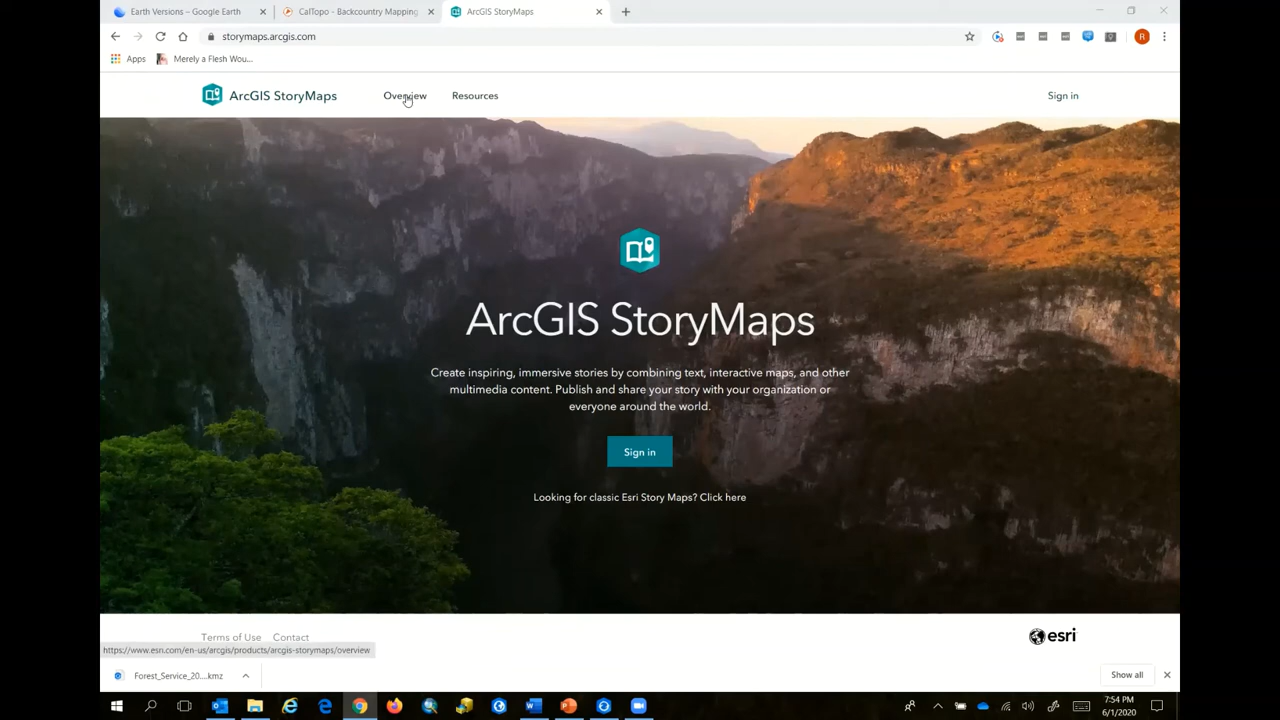 Earth Versions – Google Earth
CalTopo - Backcountry Mapping
ArcGIS StoryMaps
storymaps.arcgis.com
R
Apps
Merely a Flesh Wou...
ArcGIS StoryMaps
Overview
Resources
Sign in
ArcGIS StoryMaps
Create inspiring, immersive stories by combining text, interactive maps, and other
multimedia content. Publish and share your story with your organization or
everyone around the world.
Sign in
Looking for classic Esri Story Maps? Click here
Terms of Use
Contact
esri
https://www.esri.com/en-us/arcgis/products/arcgis-storymaps/overview
Forest_Service_20....kmz
Show all
7:54 PM
6/1/2020